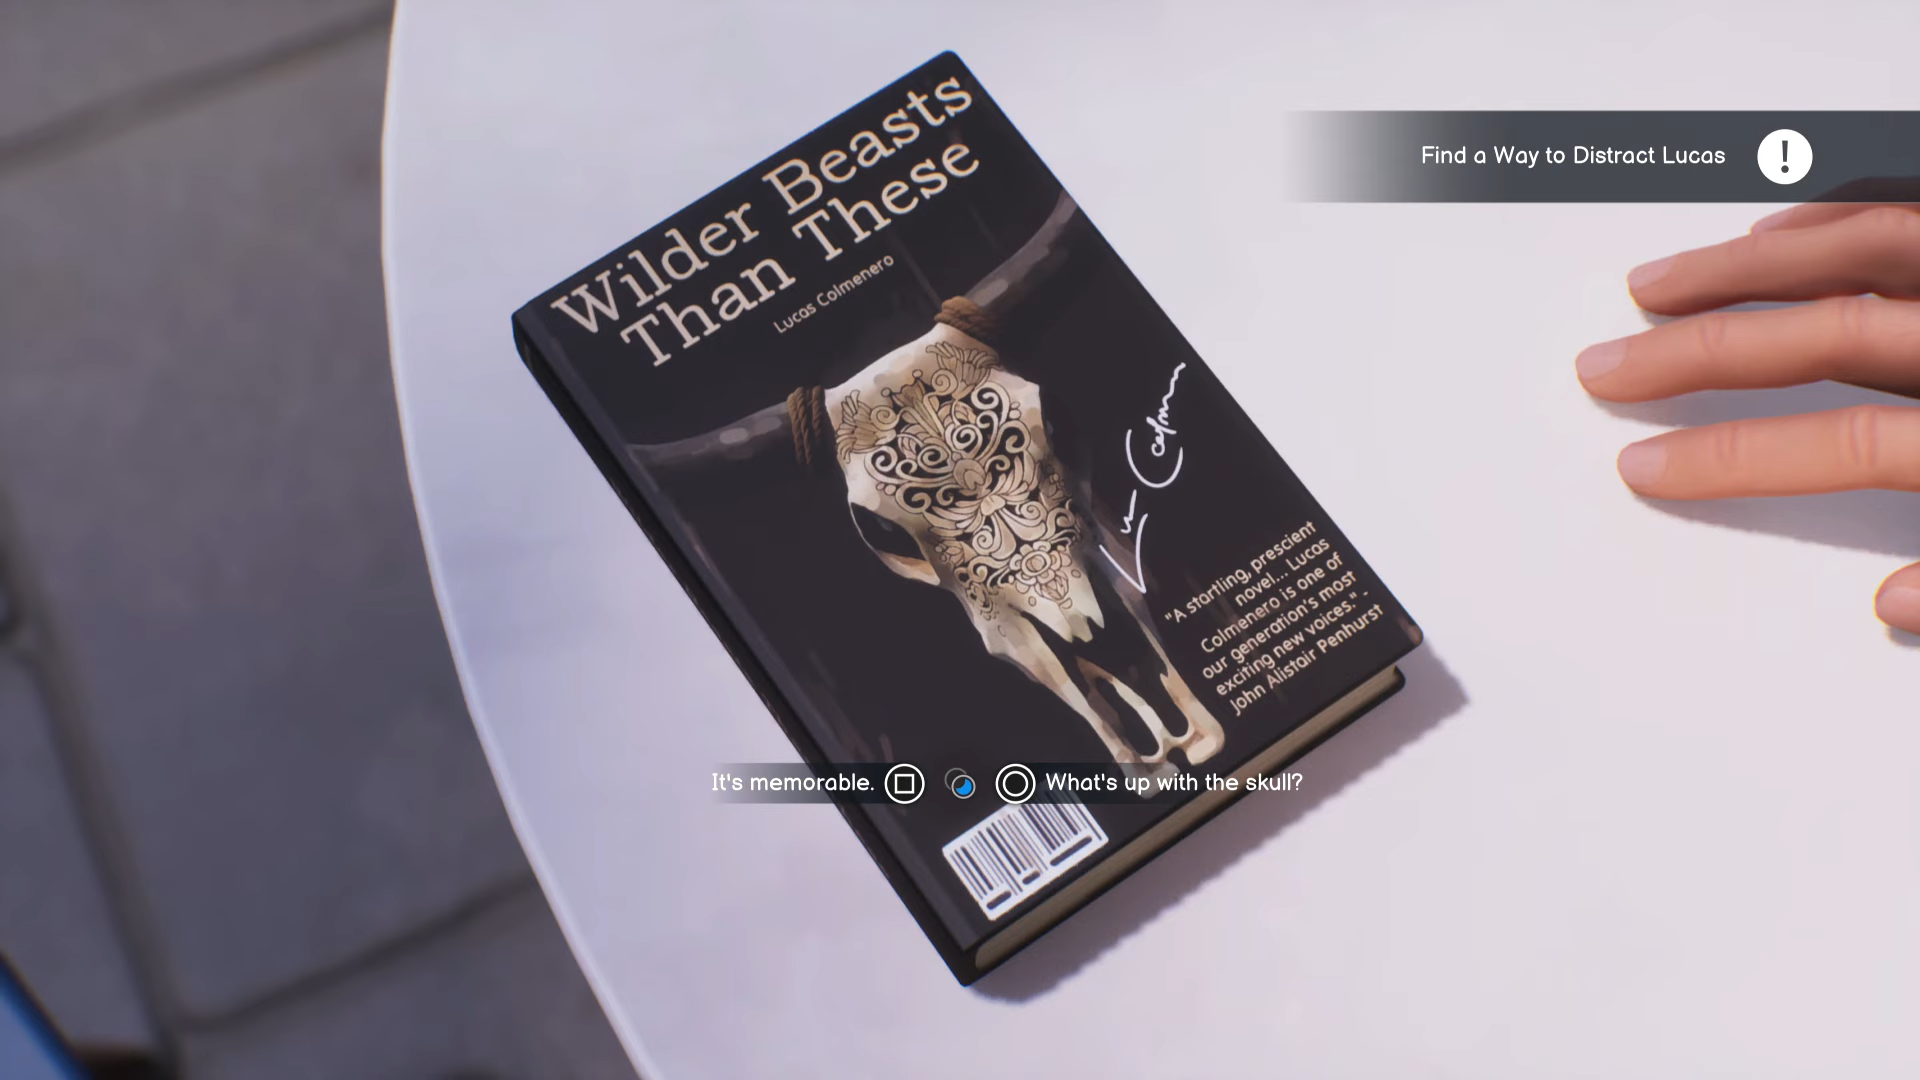 Wilder Beasts
Than These
Lucas Colmenero
Find a Way to Distract Lucas
!
"A startling, prescient
novel... Lucas
Colmenero is one of
our generation's most
exciting new voices." -
John Alistair Penhurst
It's memorable.
What's up with the skull?